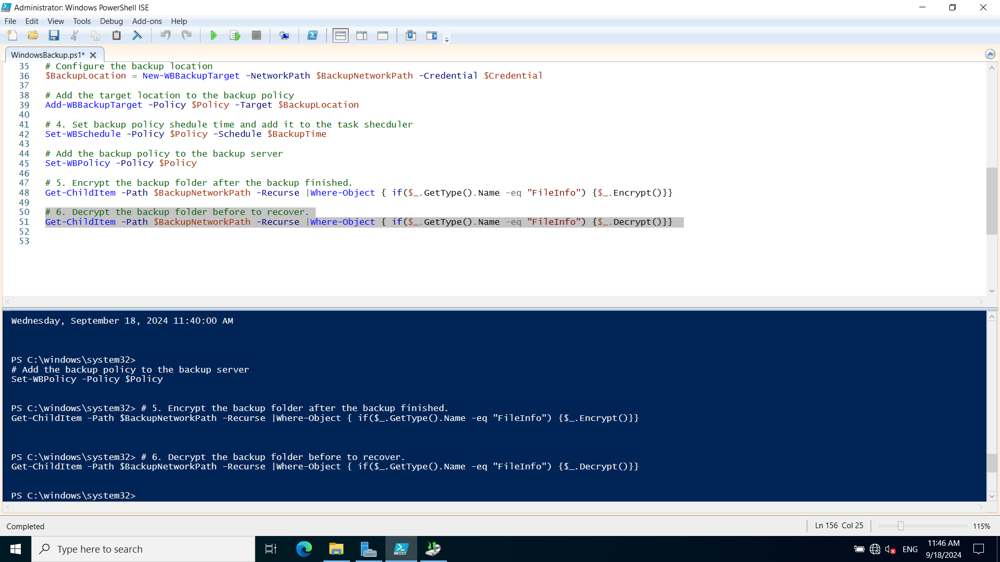 Administrator: Windows PowerShell ISE
File Edit View Tools Debug Add-ons Help
WindowsBackup.ps1*
35 # Configure the backup location
36 $BackupLocation = New-WBBackupTarget -NetworkPath $BackupNetworkPath -Credential $Credential
37
38 # Add the target location to the backup policy
39 Add-WBBackupTarget -Policy $Policy -Target $BackupLocation
40
41 # 4. Set backup policy shedule time and add it to the task shecduler
42 Set-WBSchedule -Policy $Policy -Schedule $BackupTime
43
44 # Add the backup policy to the backup server
45 Set-WBPolicy -Policy $Policy
46
47 # 5. Encrypt the backup folder after the backup finished.
48 Get-ChildItem -Path $BackupNetworkPath -Recurse |Where-Object { if($_.GetType().Name -eq "FileInfo") {$_.Encrypt()}}
49
50 # 6. Decrypt the backup folder before to recover.
51 Get-ChildItem -Path $BackupNetworkPath -Recurse |Where-Object { if($_.GetType().Name -eq "FileInfo") {$_.Decrypt()}}
52
53
Wednesday, September 18, 2024 11:40:00 AM
PS C:\windows\system32>
# Add the backup policy to the backup server
Set-WBPolicy -Policy $Policy
PS C:\windows\system32> # 5. Encrypt the backup folder after the backup finished.
Get-ChildItem -Path $BackupNetworkPath -Recurse |Where-Object { if($_.GetType().Name -eq "FileInfo") {$_.Encrypt()}}
PS C:\windows\system32> # 6. Decrypt the backup folder before to recover.
Get-ChildItem -Path $BackupNetworkPath -Recurse |Where-Object { if($_.GetType().Name -eq "FileInfo") {$_.Decrypt()}}
PS C:\windows\system32>
Completed
Ln 156 Col 25
115%
Type here to search
ENG
11:46 AM
9/18/2024